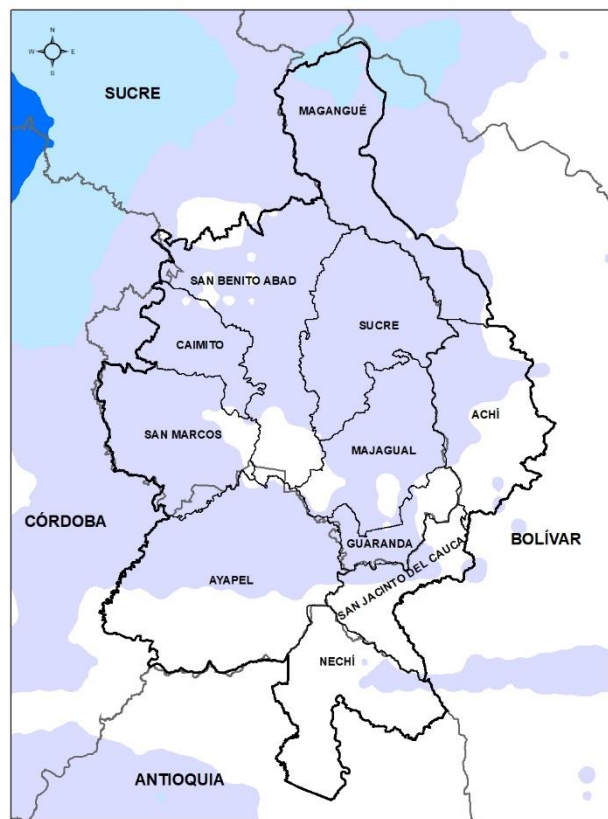 N
W E
S
SUCRE
MAGANGUÉ
SAN BENITO ABAD
SUCRE
CAIMITO
ACHÍ
SAN MARCOS
MAJAGUAL
CÓRDOBA
BOLÍVAR
GUARANDA
AYAPEL
SAN JACINTO DEL CAUCA
NECHÍ
ANTIOQUIA